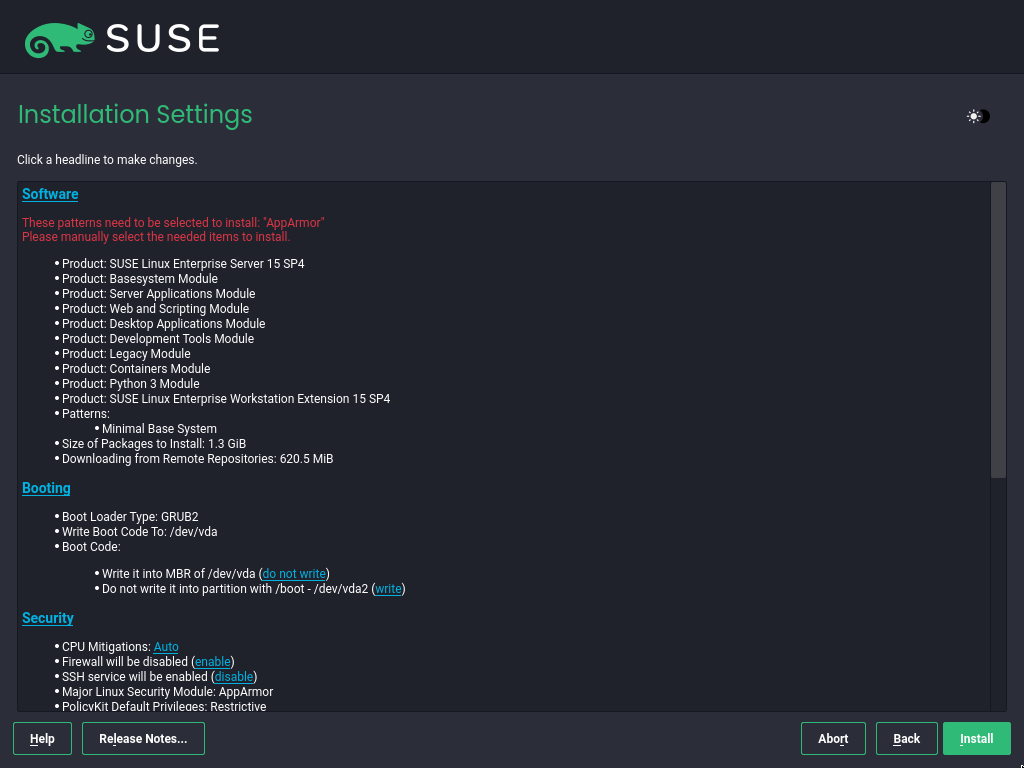 SUSE
Installation Settings
Click a headline to make changes.
Software
These patterns need to be selected to install: "AppArmor"
Please manually select the needed items to install.
• Product: SUSE Linux Enterprise Server 15 SP4
• Product: Basesystem Module
• Product: Server Applications Module
• Product: Web and Scripting Module
• Product: Desktop Applications Module
• Product: Development Tools Module
• Product: Legacy Module
• Product: Containers Module
• Product: Python 3 Module
• Product: SUSE Linux Enterprise Workstation Extension 15 SP4
• Patterns:
• Minimal Base System
• Size of Packages to Install: 1.3 GiB
• Downloading from Remote Repositories: 620.5 MiB
Booting
• Boot Loader Type: GRUB2
• Write Boot Code To: /dev/vda
• Boot Code:
• Write it into MBR of /dev/vda (do not write)
• Do not write it into partition with /boot - /dev/vda2 (write)
Security
• CPU Mitigations: Auto
• Firewall will be disabled (enable)
• SSH service will be enabled (disable)
• Major Linux Security Module: AppArmor
• PolicyKit Default Privileges: Restrictive
Help Release Notes... Abort Back Install